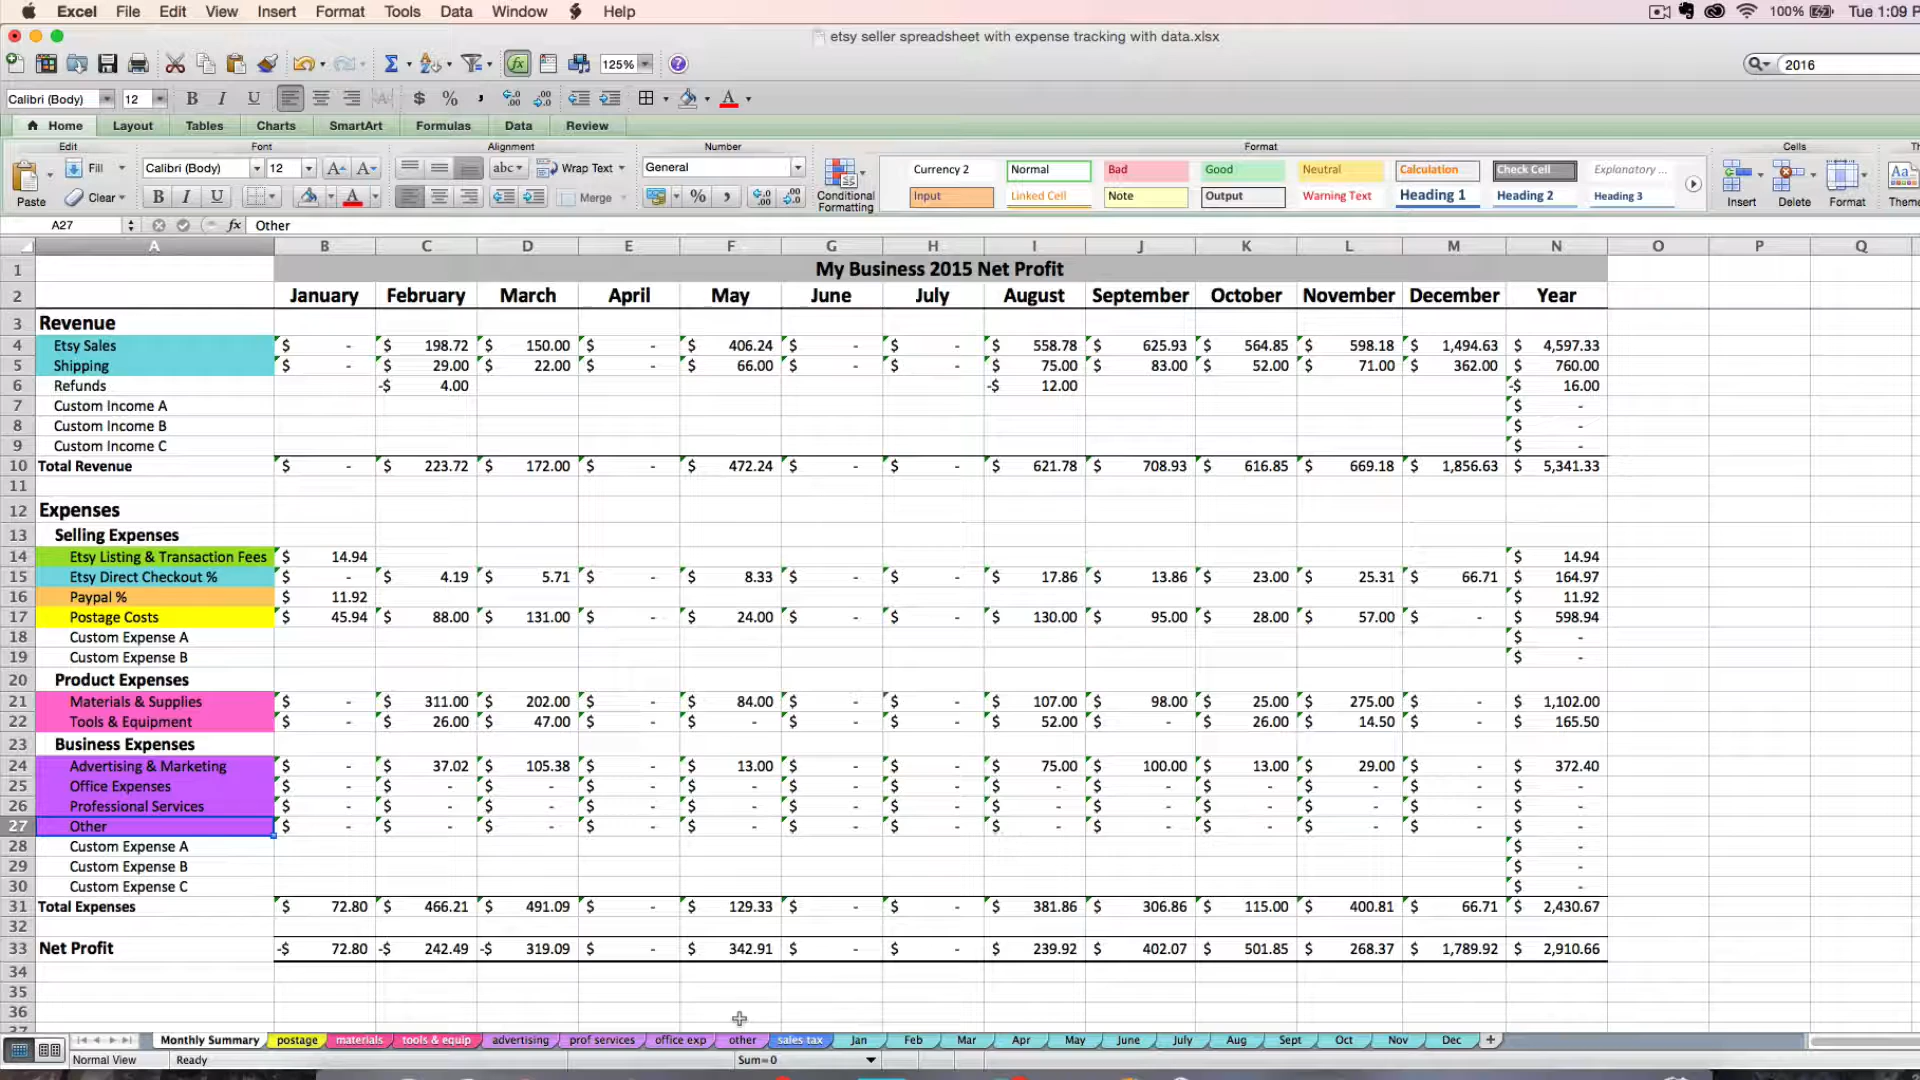 Excel File Edit View Insert Format Tools Data Window Help 100% Tue 1:09 P
etsy seller spreadsheet with expense tracking with data.xlsx
125% 2016
Calibri (Body) 12 B I U $ %
Home Layout Tables Charts SmartArt Formulas Data Review
Edit Font Alignment Number Format Cells Th
Fill Calibri (Body) 12 A A abc Wrap Text General Currency 2 Normal Bad Good Neutral Calculation Check Cell Explanatory ...
Paste Clear B I U A Merge % Conditional Formatting Input Linked Cell Note Output Warning Text Heading 1 Heading 2 Heading 3 Insert Delete Format Theme
A27 fx Other
A B C D E F G H I J K L M N O P Q
1 My Business 2015 Net Profit
2 January February March April May June July August September October November December Year
3 Revenue
4 Etsy Sales $ - $ 198.72 $ 150.00 $ - $ 406.24 $ - $ - $ 558.78 $ 625.93 $ 564.85 $ 598.18 $ 1,494.63 $ 4,597.33
5 Shipping $ - $ 29.00 $ 22.00 $ - $ 66.00 $ - $ - $ 75.00 $ 83.00 $ 52.00 $ 71.00 $ 362.00 $ 760.00
6 Refunds -$ 4.00 -$ 12.00 -$ 16.00
7 Custom Income A $ -
8 Custom Income B $ -
9 Custom Income C $ -
10 Total Revenue $ - $ 223.72 $ 172.00 $ - $ 472.24 $ - $ - $ 621.78 $ 708.93 $ 616.85 $ 669.18 $ 1,856.63 $ 5,341.33
11
12 Expenses
13 Selling Expenses
14 Etsy Listing & Transaction Fees $ 14.94 $ 14.94
15 Etsy Direct Checkout % $ - $ 4.19 $ 5.71 $ - $ 8.33 $ - $ - $ 17.86 $ 13.86 $ 23.00 $ 25.31 $ 66.71 $ 164.97
16 Paypal % $ 11.92 $ 11.92
17 Postage Costs $ 45.94 $ 88.00 $ 131.00 $ - $ 24.00 $ - $ - $ 130.00 $ 95.00 $ 28.00 $ 57.00 $ - $ 598.94
18 Custom Expense A $ -
19 Custom Expense B $ -
20 Product Expenses
21 Materials & Supplies $ - $ 311.00 $ 202.00 $ - $ 84.00 $ - $ - $ 107.00 $ 98.00 $ 25.00 $ 275.00 $ - $ 1,102.00
22 Tools & Equipment $ - $ 26.00 $ 47.00 $ - $ - $ - $ - $ 52.00 $ - $ 26.00 $ 14.50 $ - $ 165.50
23 Business Expenses
24 Advertising & Marketing $ - $ 37.02 $ 105.38 $ - $ 13.00 $ - $ - $ 75.00 $ 100.00 $ 13.00 $ 29.00 $ - $ 372.40
25 Office Expenses $ - $ - $ - $ - $ - $ - $ - $ - $ - $ - $ - $ - $ -
26 Professional Services $ - $ - $ - $ - $ - $ - $ - $ - $ - $ - $ - $ - $ -
27 Other $ - $ - $ - $ - $ - $ - $ - $ - $ - $ - $ - $ - $ -
28 Custom Expense A $ -
29 Custom Expense B $ -
30 Custom Expense C $ -
31 Total Expenses $ 72.80 $ 466.21 $ 491.09 $ - $ 129.33 $ - $ - $ 381.86 $ 306.86 $ 115.00 $ 400.81 $ 66.71 $ 2,430.67
32
33 Net Profit -$ 72.80 -$ 242.49 -$ 319.09 $ - $ 342.91 $ - $ - $ 239.92 $ 402.07 $ 501.85 $ 268.37 $ 1,789.92 $ 2,910.66
34
35
36
37
Monthly Summary postage materials tools & equip advertising prof services office exp other sales tax Jan Feb Mar Apr May June July Aug Sept Oct Nov Dec +
Normal View Ready Sum=0